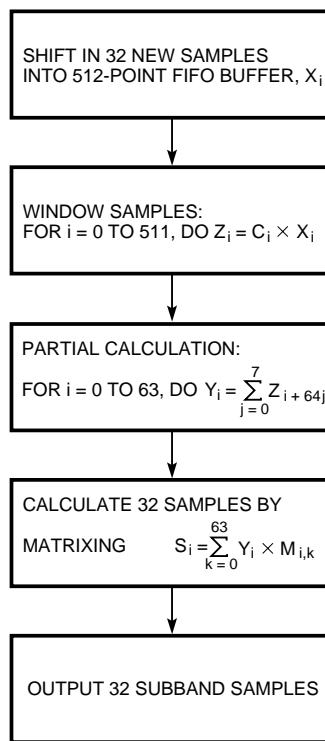 SHIFT IN 32 NEW SAMPLES
INTO 512-POINT FIFO BUFFER, Xi
WINDOW SAMPLES:
FOR i = 0 TO 511, DO Zi = Ci × Xi
PARTIAL CALCULATION:
7
FOR i = 0 TO 63, DO Yi = ∑ Zi + 64j
j = 0
CALCULATE 32 SAMPLES BY
63
MATRIXING Si = ∑ Yi × Mi,k
k = 0
OUTPUT 32 SUBBAND SAMPLES